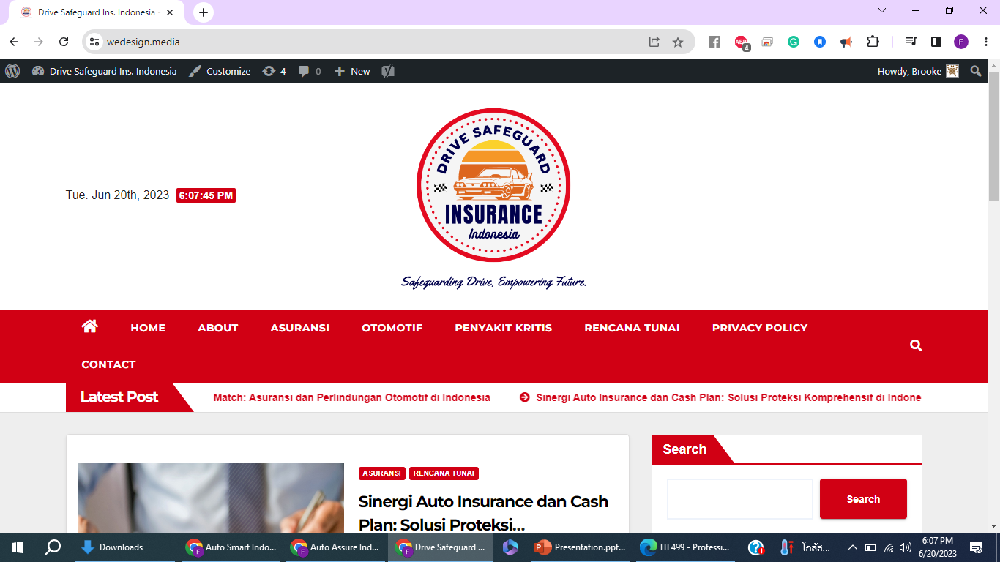 Drive Safeguard Ins. Indonesia
wedesign.media
ABP
4
F
Drive Safeguard Ins. Indonesia
Customize
4
0
New
Howdy, Brooke
Tue. Jun 20th, 2023
6:07:45 PM
DRIVE SAFEGUARD
INSURANCE
Indonesia
Safeguarding Drive, Empowering Future.
HOME
ABOUT
ASURANSI
OTOMOTIF
PENYAKIT KRITIS
RENCANA TUNAI
PRIVACY POLICY
CONTACT
Latest Post
Match: Asuransi dan Perlindungan Otomotif di Indonesia
Sinergi Auto Insurance dan Cash Plan: Solusi Proteksi Komprehensif di Indone
ASURANSI
RENCANA TUNAI
Sinergi Auto Insurance dan Cash
Plan: Solusi Proteksi…
Search
Search
Downloads
Auto Smart Indo...
Auto Assure Ind...
Drive Safeguard ...
Presentation.ppt...
ITE499 - Professi...
ใกล้ส...
6:07 PM
6/20/2023